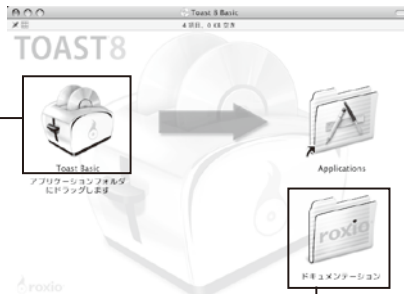 Toast 8 Basic
4 項目、0 KB 空き
TOAST 8
Toast Basic
アプリケーションフォルダ
にドラッグします
Applications
roxio
ドキュメンテーション
roxio